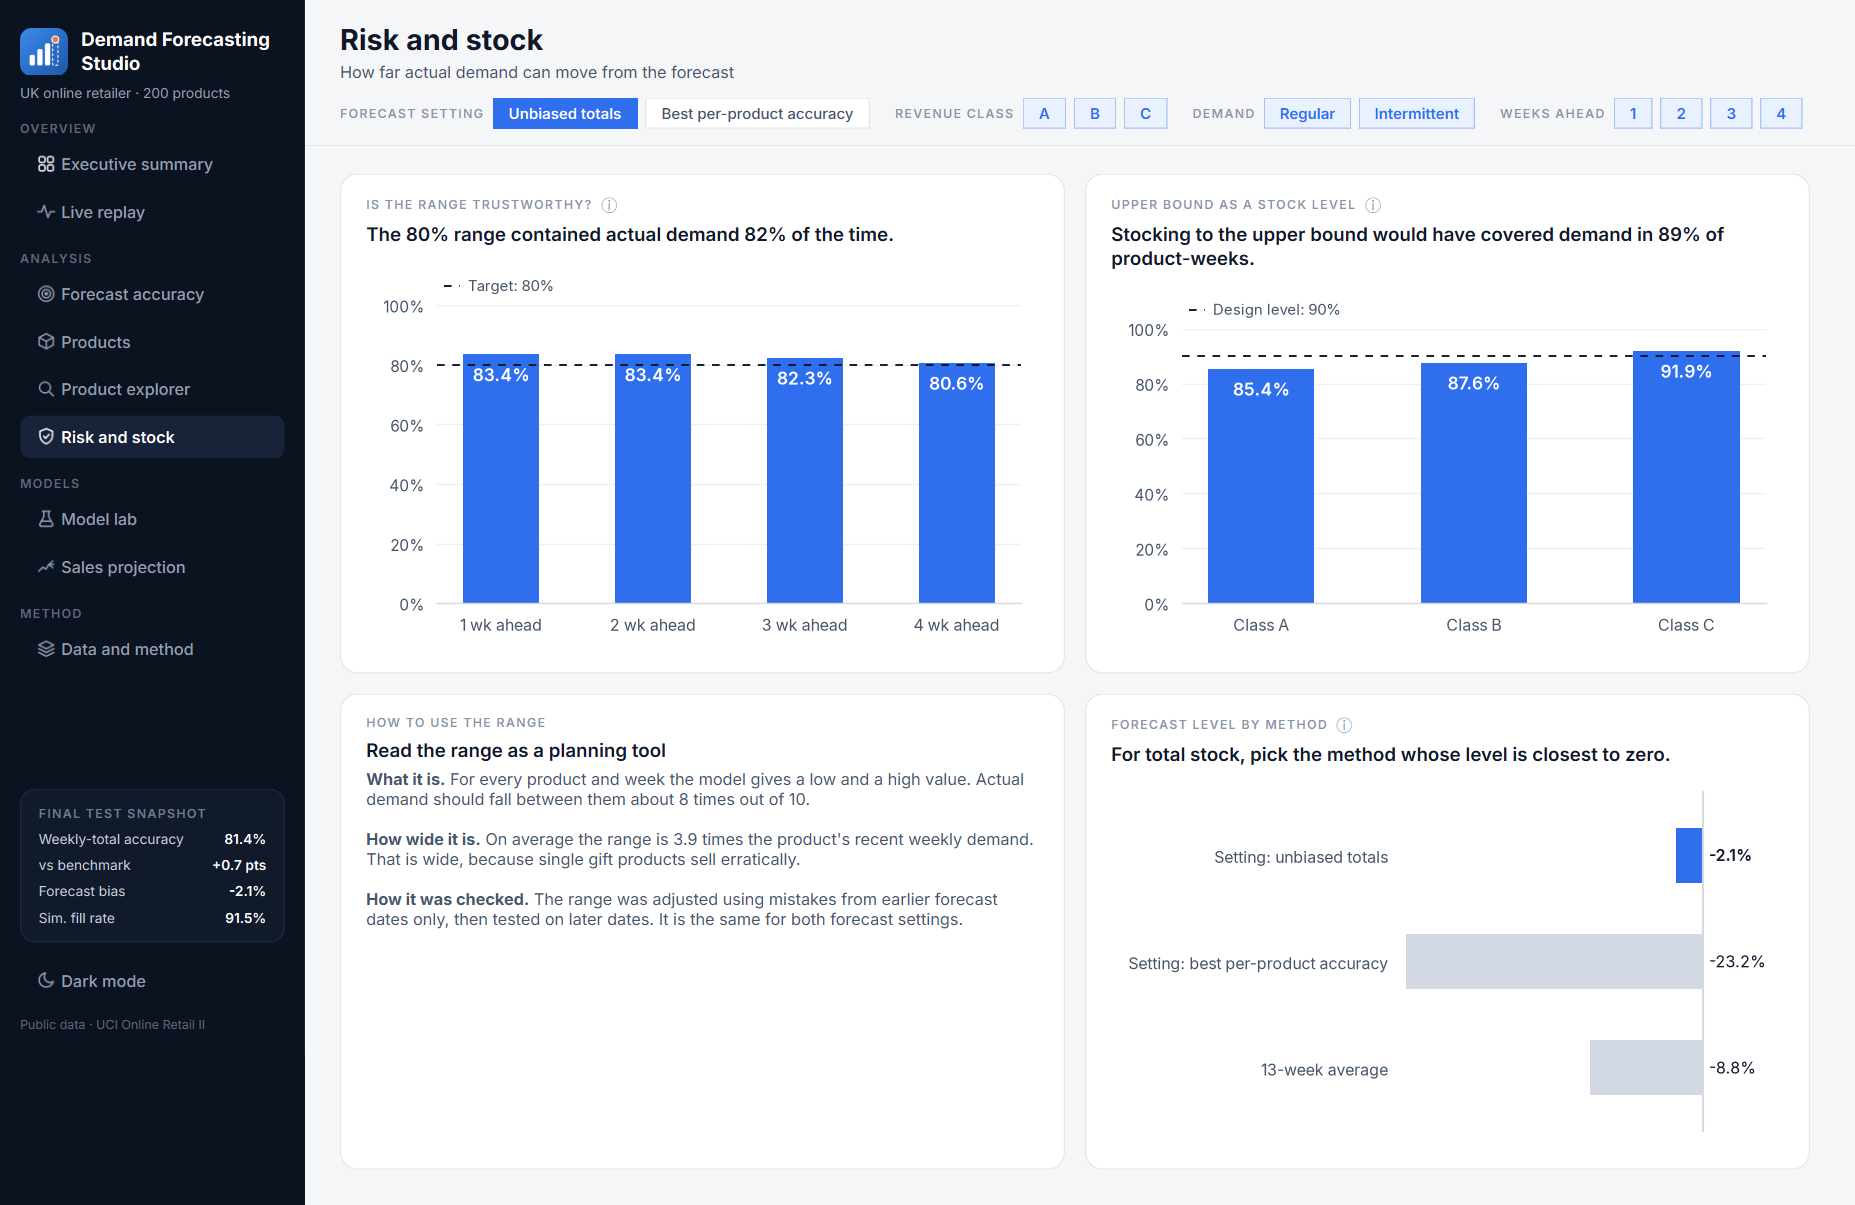 Demand Forecasting
Studio
UK online retailer · 200 products
OVERVIEW
Executive summary
Live replay
ANALYSIS
Forecast accuracy
Products
Product explorer
Risk and stock
MODELS
Model lab
Sales projection
METHOD
Data and method
FINAL TEST SNAPSHOT
Weekly-total accuracy 81.4%
vs benchmark +0.7 pts
Forecast bias -2.1%
Sim. fill rate 91.5%
Dark mode
Public data · UCI Online Retail II
Risk and stock
How far actual demand can move from the forecast
FORECAST SETTING Unbiased totals Best per-product accuracy REVENUE CLASS A B C DEMAND Regular Intermittent WEEKS AHEAD 1 2 3 4
IS THE RANGE TRUSTWORTHY?
The 80% range contained actual demand 82% of the time.
Target: 80%
100%
80%
60%
40%
20%
0%
83.4% 83.4% 82.3% 80.6%
1 wk ahead 2 wk ahead 3 wk ahead 4 wk ahead
UPPER BOUND AS A STOCK LEVEL
Stocking to the upper bound would have covered demand in 89% of
product-weeks.
Design level: 90%
100%
80%
60%
40%
20%
0%
85.4% 87.6% 91.9%
Class A Class B Class C
HOW TO USE THE RANGE
Read the range as a planning tool
What it is. For every product and week the model gives a low and a high value. Actual
demand should fall between them about 8 times out of 10.
How wide it is. On average the range is 3.9 times the product's recent weekly demand.
That is wide, because single gift products sell erratically.
How it was checked. The range was adjusted using mistakes from earlier forecast
dates only, then tested on later dates. It is the same for both forecast settings.
FORECAST LEVEL BY METHOD
For total stock, pick the method whose level is closest to zero.
Setting: unbiased totals -2.1%
Setting: best per-product accuracy -23.2%
13-week average -8.8%